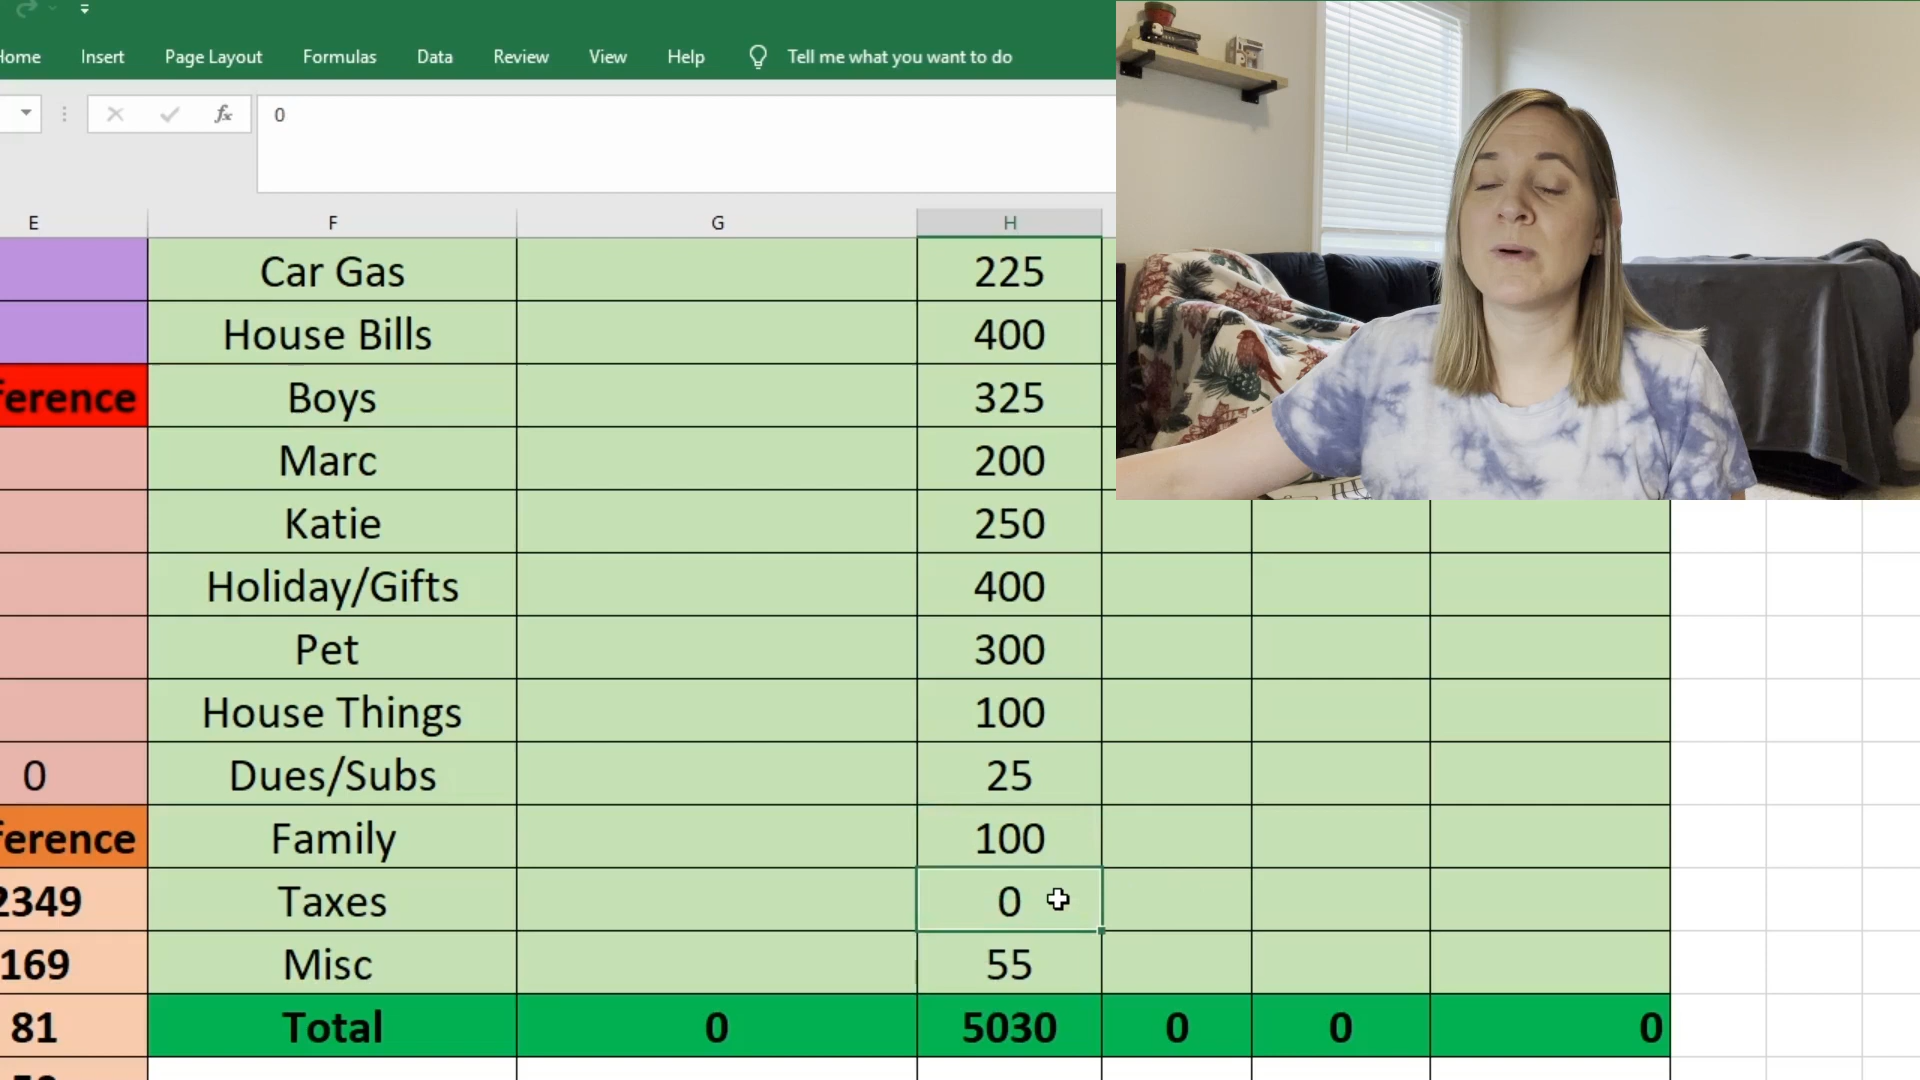 Home Insert Page Layout Formulas Data Review View Help Tell me what you want to do
fx 0
E F G H
Car Gas 225
House Bills 400
ference Boys 325
Marc 200
Katie 250
Holiday/Gifts 400
Pet 300
House Things 100
0 Dues/Subs 25
ference Family 100
2349 Taxes 0
169 Misc 55
81 Total 0 5030 0 0 0